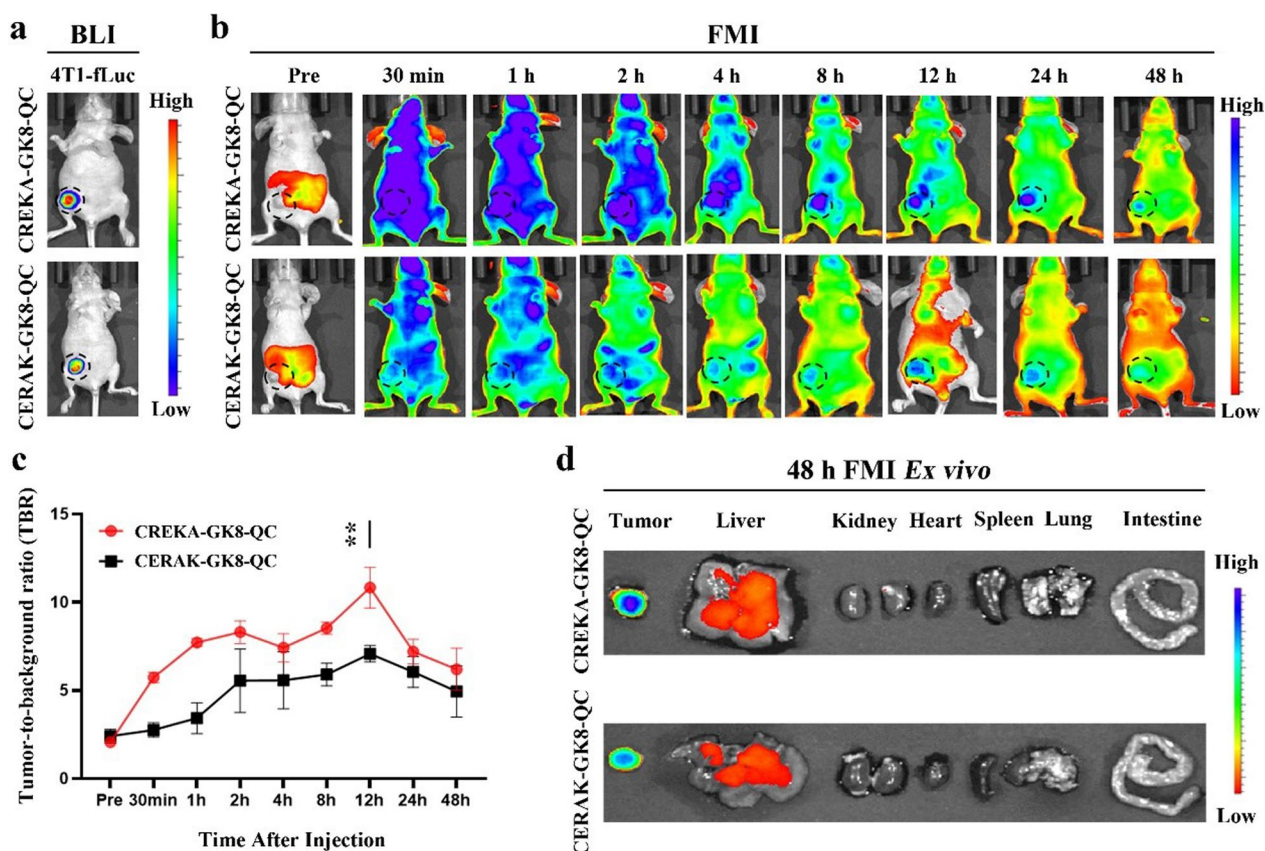 a
BLI
4T1-fLuc
High
Low
CREKA-GK8-QC
CERAK-GK8-QC
b
FMI
Pre 30 min 1 h 2 h 4 h 8 h 12 h 24 h 48 h
CREKA-GK8-QC
CERAK-GK8-QC
High
Low
c
Tumor-to-background ratio (TBR)
15
10
5
0
CREKA-GK8-QC
CERAK-GK8-QC
**
Pre 30min 1h 2h 4h 8h 12h 24h 48h
Time After Injection
d
48 h FMI Ex vivo
Tumor Liver Kidney Heart Spleen Lung Intestine
CREKA-GK8-QC
CERAK-GK8-QC
High
Low